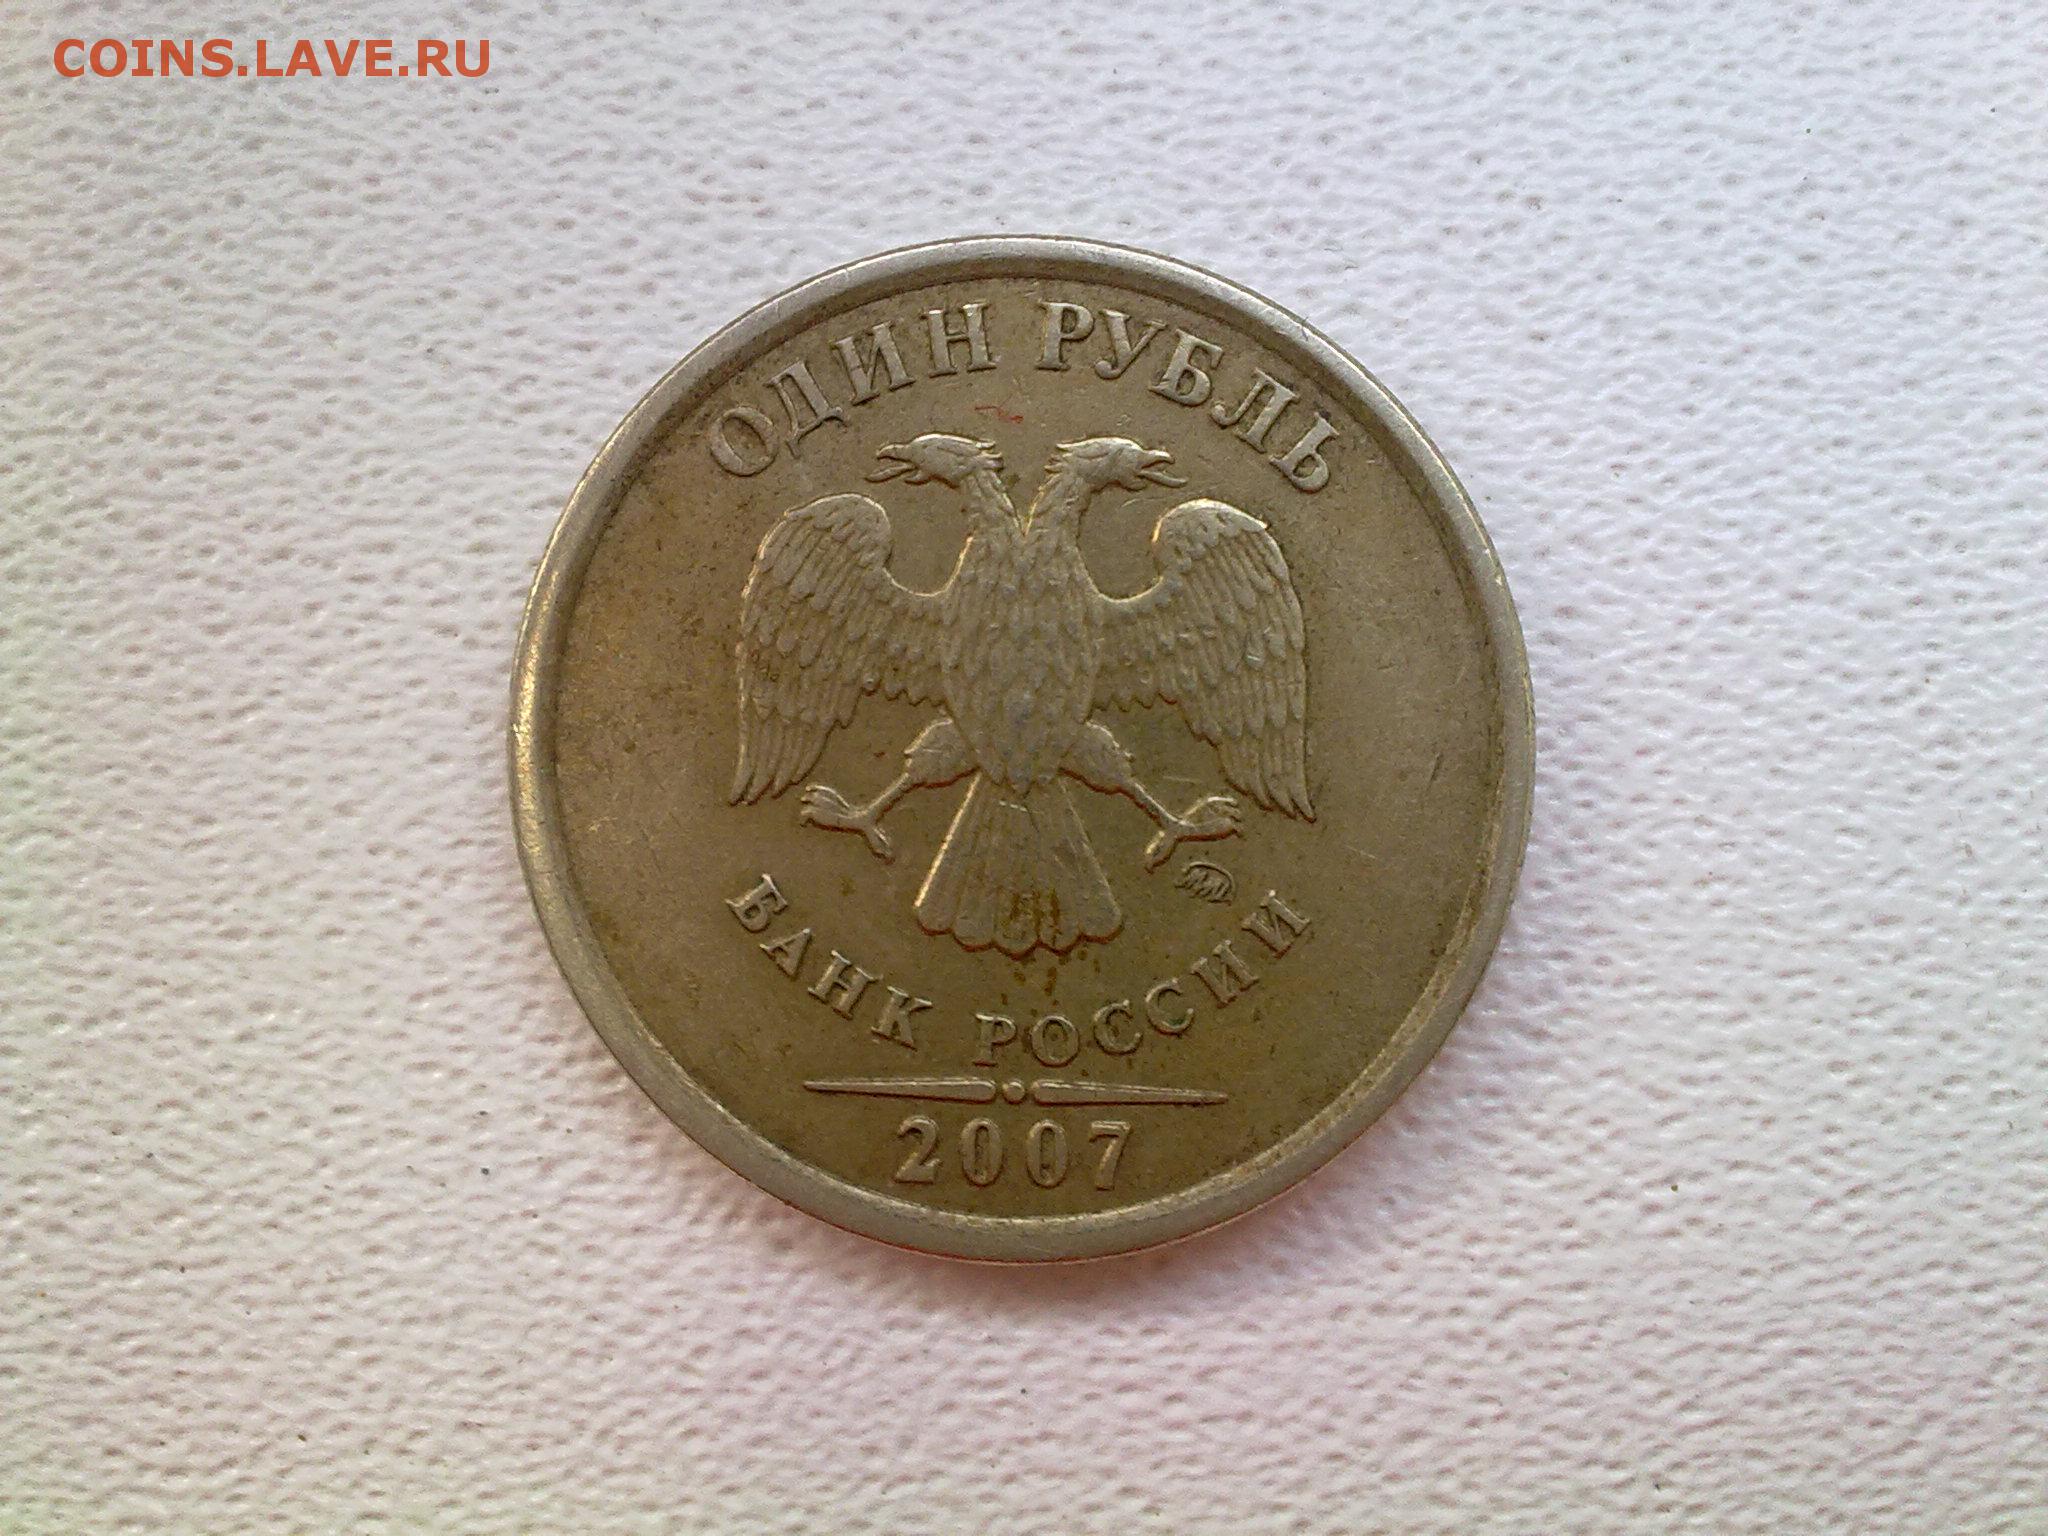 COINS.LAVE.RU
ОДИН РУБЛЬ
БАНК РОССИИ
2007